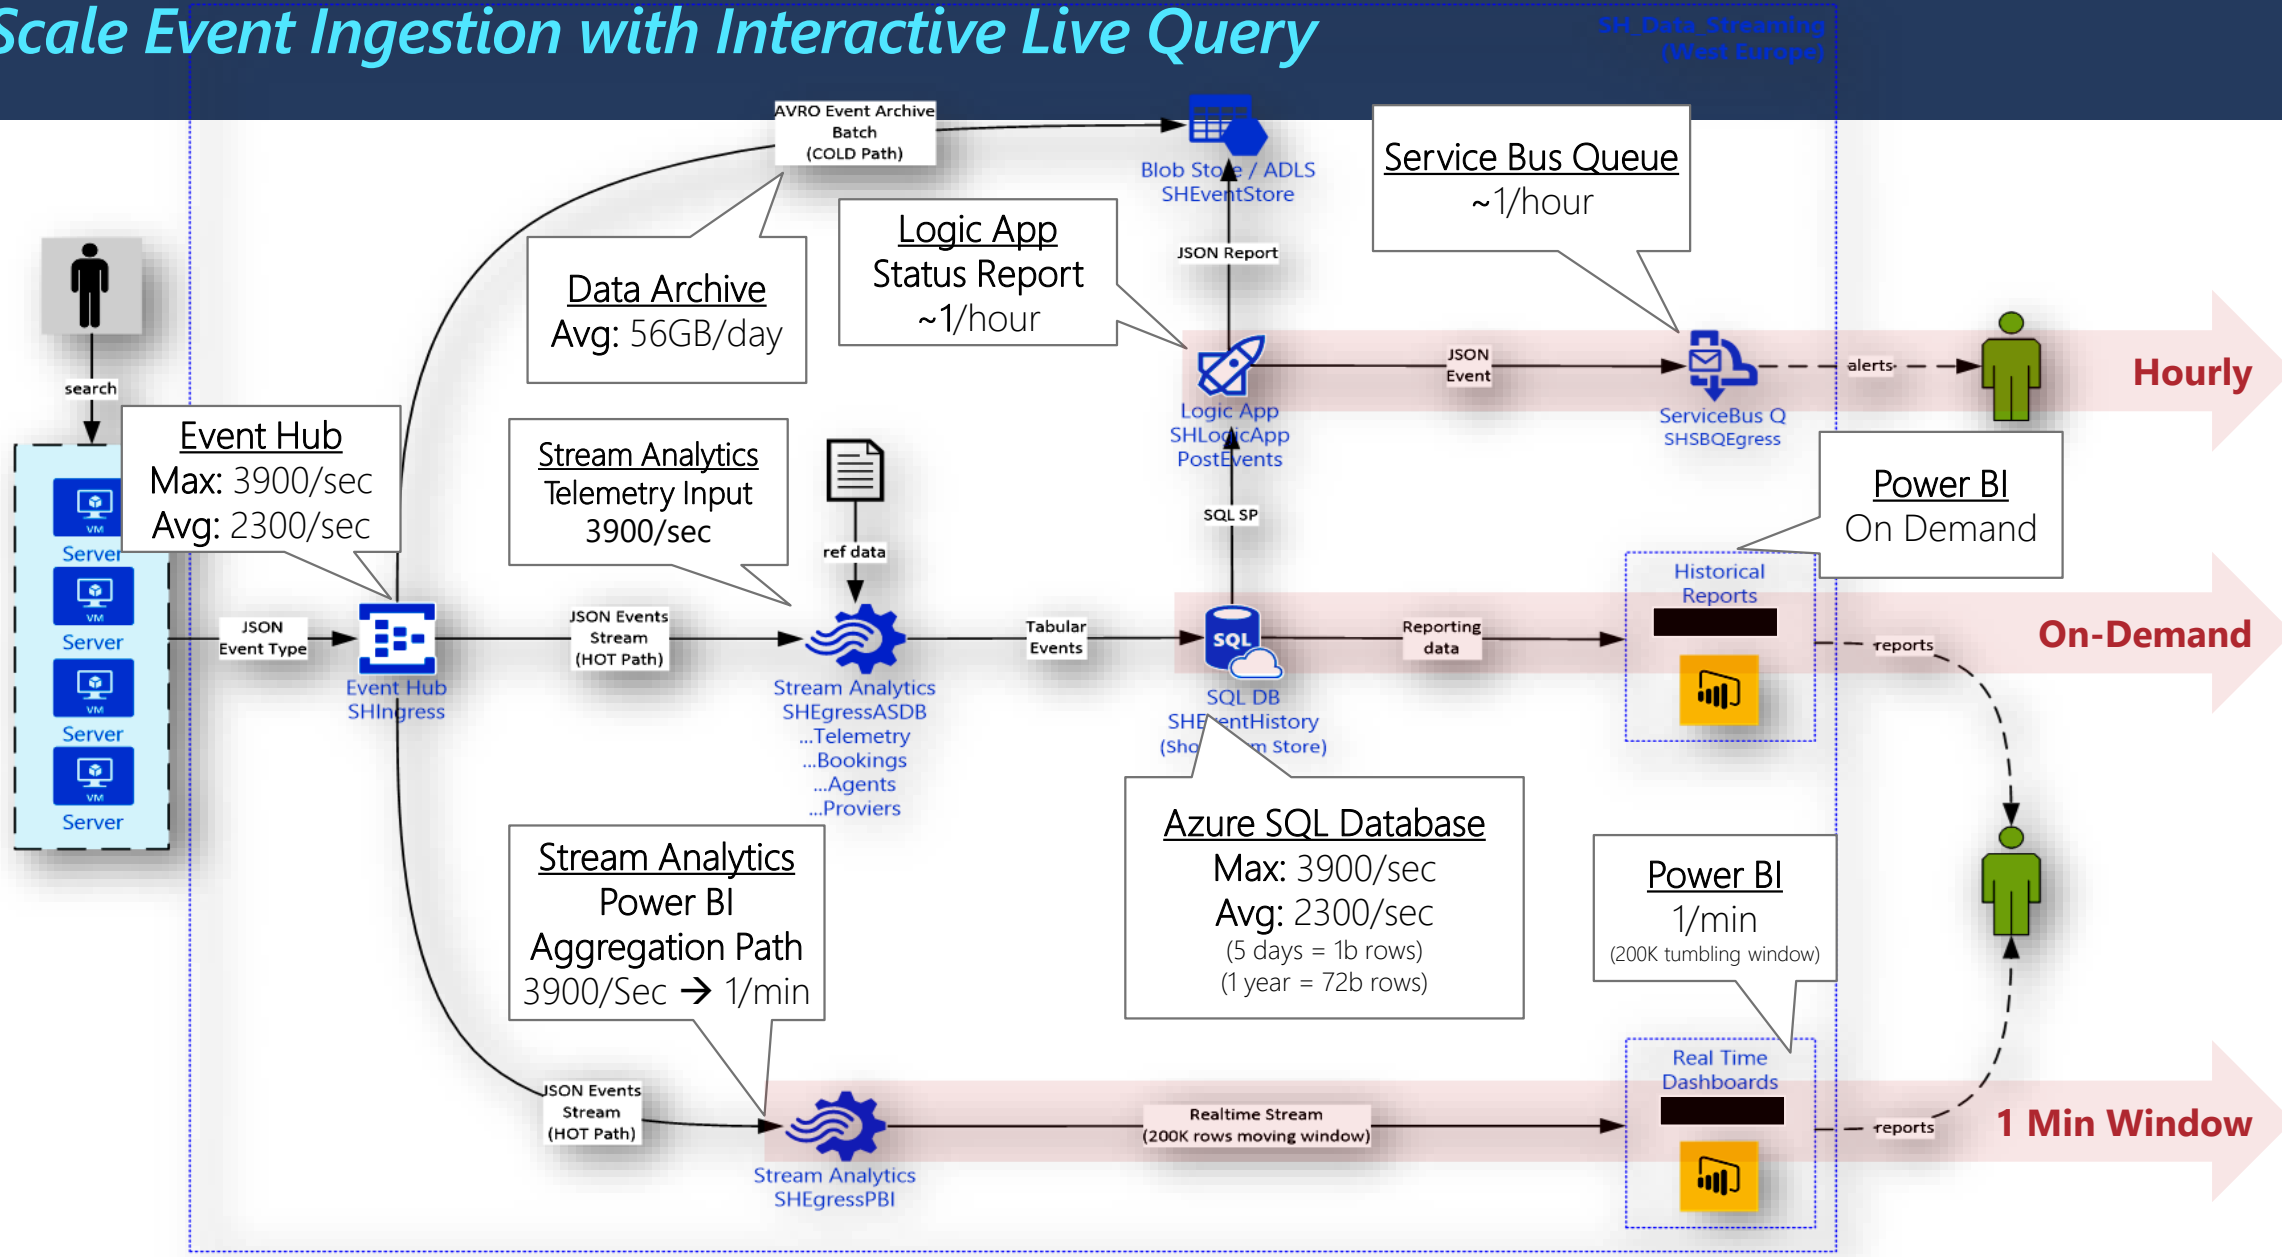 Scale Event Ingestion with Interactive Live Query
SH_Data_Streaming
(West Europe)
AVRO Event Archive
Batch
(COLD Path)
Blob Store / ADLS
SHEventStore
Service Bus Queue
~1/hour
Logic App
Status Report
~1/hour
JSON Report
Data Archive
Avg: 56GB/day
search
JSON
Event
alerts
Hourly
Logic App
SHLogicApp
PostEvents
ServiceBus Q
SHSBQEgress
Event Hub
Max: 3900/sec
Avg: 2300/sec
Stream Analytics
Telemetry Input
3900/sec
ref data
SQL SP
Power BI
On Demand
VM
Server
VM
Server
VM
Server
VM
Server
JSON
Event Type
Event Hub
SHIngress
JSON Events
Stream
(HOT Path)
Stream Analytics
SHEgressASDB
...Telemetry
...Bookings
...Agents
...Proviers
Tabular
Events
SQL
SQL DB
SHEventHistory
(Sho m Store)
Reporting
data
Historical
Reports
reports
On-Demand
Azure SQL Database
Max: 3900/sec
Avg: 2300/sec
(5 days = 1b rows)
(1 year = 72b rows)
Stream Analytics
Power BI
Aggregation Path
3900/Sec → 1/min
Power BI
1/min
(200K tumbling window)
JSON Events
Stream
(HOT Path)
Stream Analytics
SHEgressPBI
Realtime Stream
(200K rows moving window)
Real Time
Dashboards
reports
1 Min Window